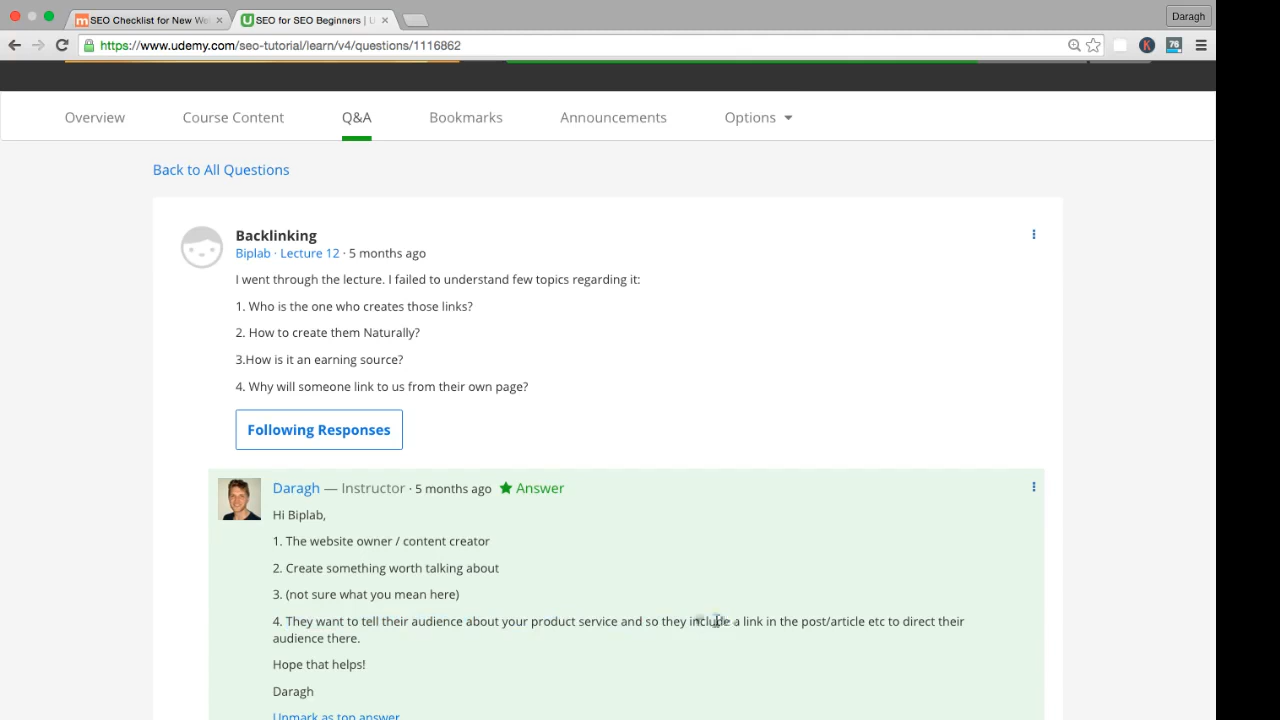 SEO Checklist for New We
SEO for SEO Beginners | U
Daragh
https://www.udemy.com/seo-tutorial/learn/v4/questions/1116862
76
Overview
Course Content
Q&A
Bookmarks
Announcements
Options
Back to All Questions
Backlinking
Biplab · Lecture 12 · 5 months ago
I went through the lecture. I failed to understand few topics regarding it:
1. Who is the one who creates those links?
2. How to create them Naturally?
3.How is it an earning source?
4. Why will someone link to us from their own page?
Following Responses
Daragh — Instructor · 5 months ago ★ Answer
Hi Biplab,
1. The website owner / content creator
2. Create something worth talking about
3. (not sure what you mean here)
4. They want to tell their audience about your product service and so they include a link in the post/article etc to direct their
audience there.
Hope that helps!
Daragh
Unmark as top answer